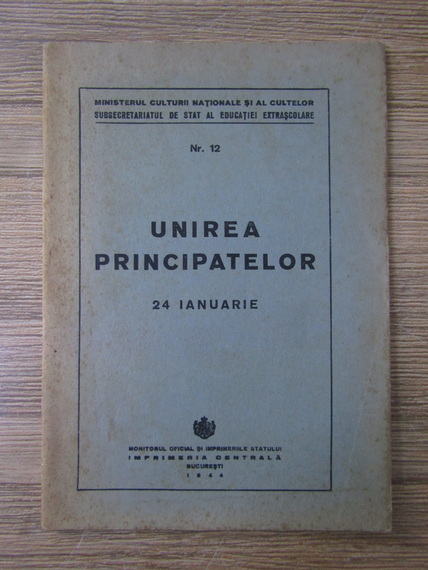 MINISTERUL CULTURII NAȚIONALE ȘI AL CULTELOR
SUBSECRETARIATUL DE STAT AL EDUCAȚIEI EXTRAȘCOLARE
Nr. 12
UNIREA
PRINCIPATELOR
24 IANUARIE
MONITORUL OFICIAL ȘI IMPRIMERIILE STATULUI
IMPRIMERIA CENTRALĂ
BUCUREȘTI
1944